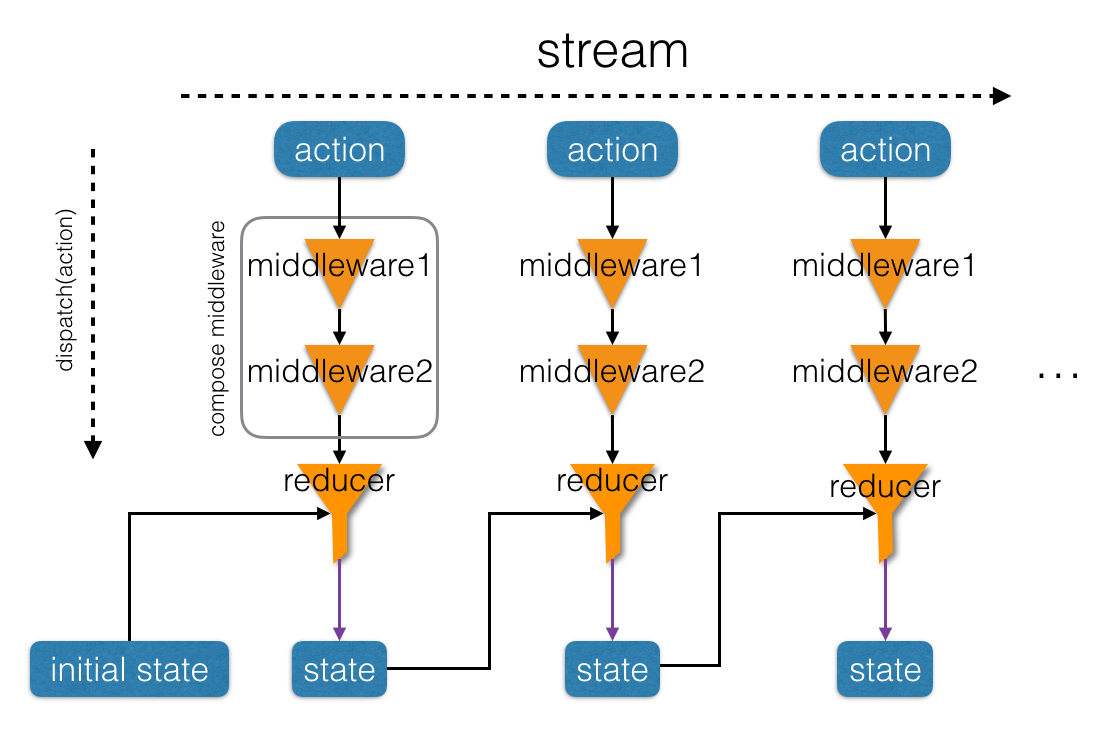 stream
action
action
action
dispatch(action)
compose middleware
middleware1
middleware1
middleware1
middleware2
middleware2
middleware2
...
reducer
reducer
reducer
initial state
state
state
state